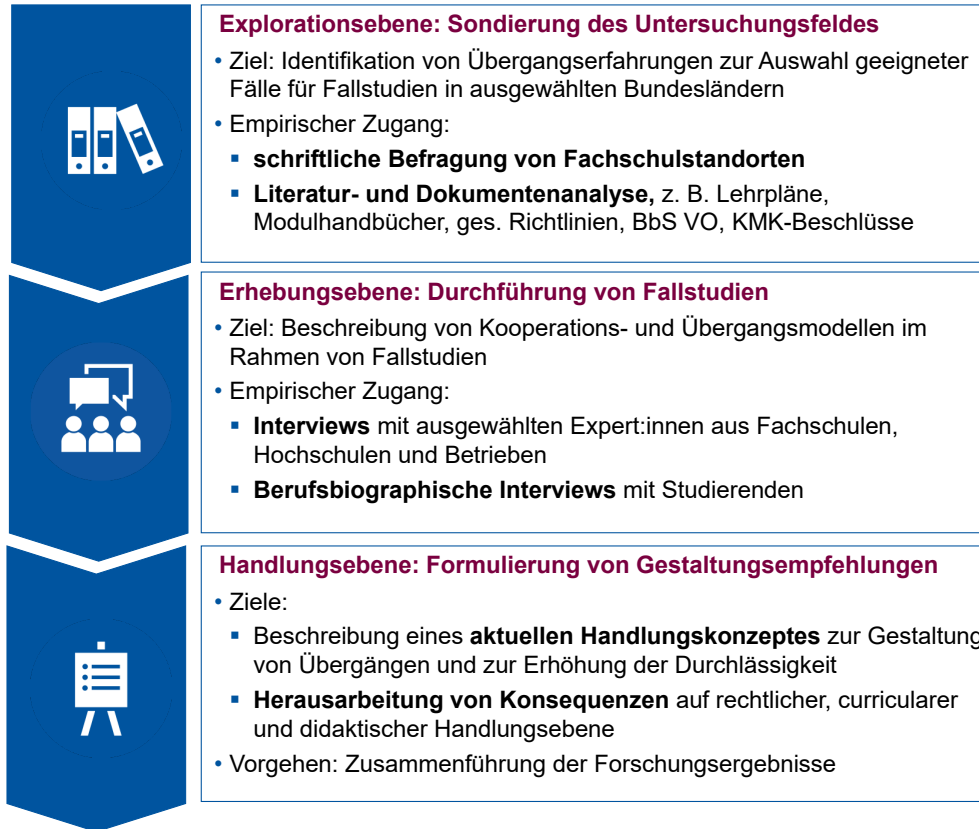 Explorationsebene: Sondierung des Untersuchungsfeldes
• Ziel: Identifikation von Übergangserfahrungen zur Auswahl geeigneter
Fälle für Fallstudien in ausgewählten Bundesländern
• Empirischer Zugang:
▪ schriftliche Befragung von Fachschulstandorten
▪ Literatur- und Dokumentenanalyse, z. B. Lehrpläne,
Modulhandbücher, ges. Richtlinien, BbS VO, KMK-Beschlüsse
Erhebungsebene: Durchführung von Fallstudien
• Ziel: Beschreibung von Kooperations- und Übergangsmodellen im
Rahmen von Fallstudien
• Empirischer Zugang:
▪ Interviews mit ausgewählten Expert:innen aus Fachschulen,
Hochschulen und Betrieben
▪ Berufsbiographische Interviews mit Studierenden
Handlungsebene: Formulierung von Gestaltungsempfehlungen
• Ziele:
▪ Beschreibung eines aktuellen Handlungskonzeptes zur Gestaltung
von Übergängen und zur Erhöhung der Durchlässigkeit
▪ Herausarbeitung von Konsequenzen auf rechtlicher, curricularer
und didaktischer Handlungsebene
• Vorgehen: Zusammenführung der Forschungsergebnisse